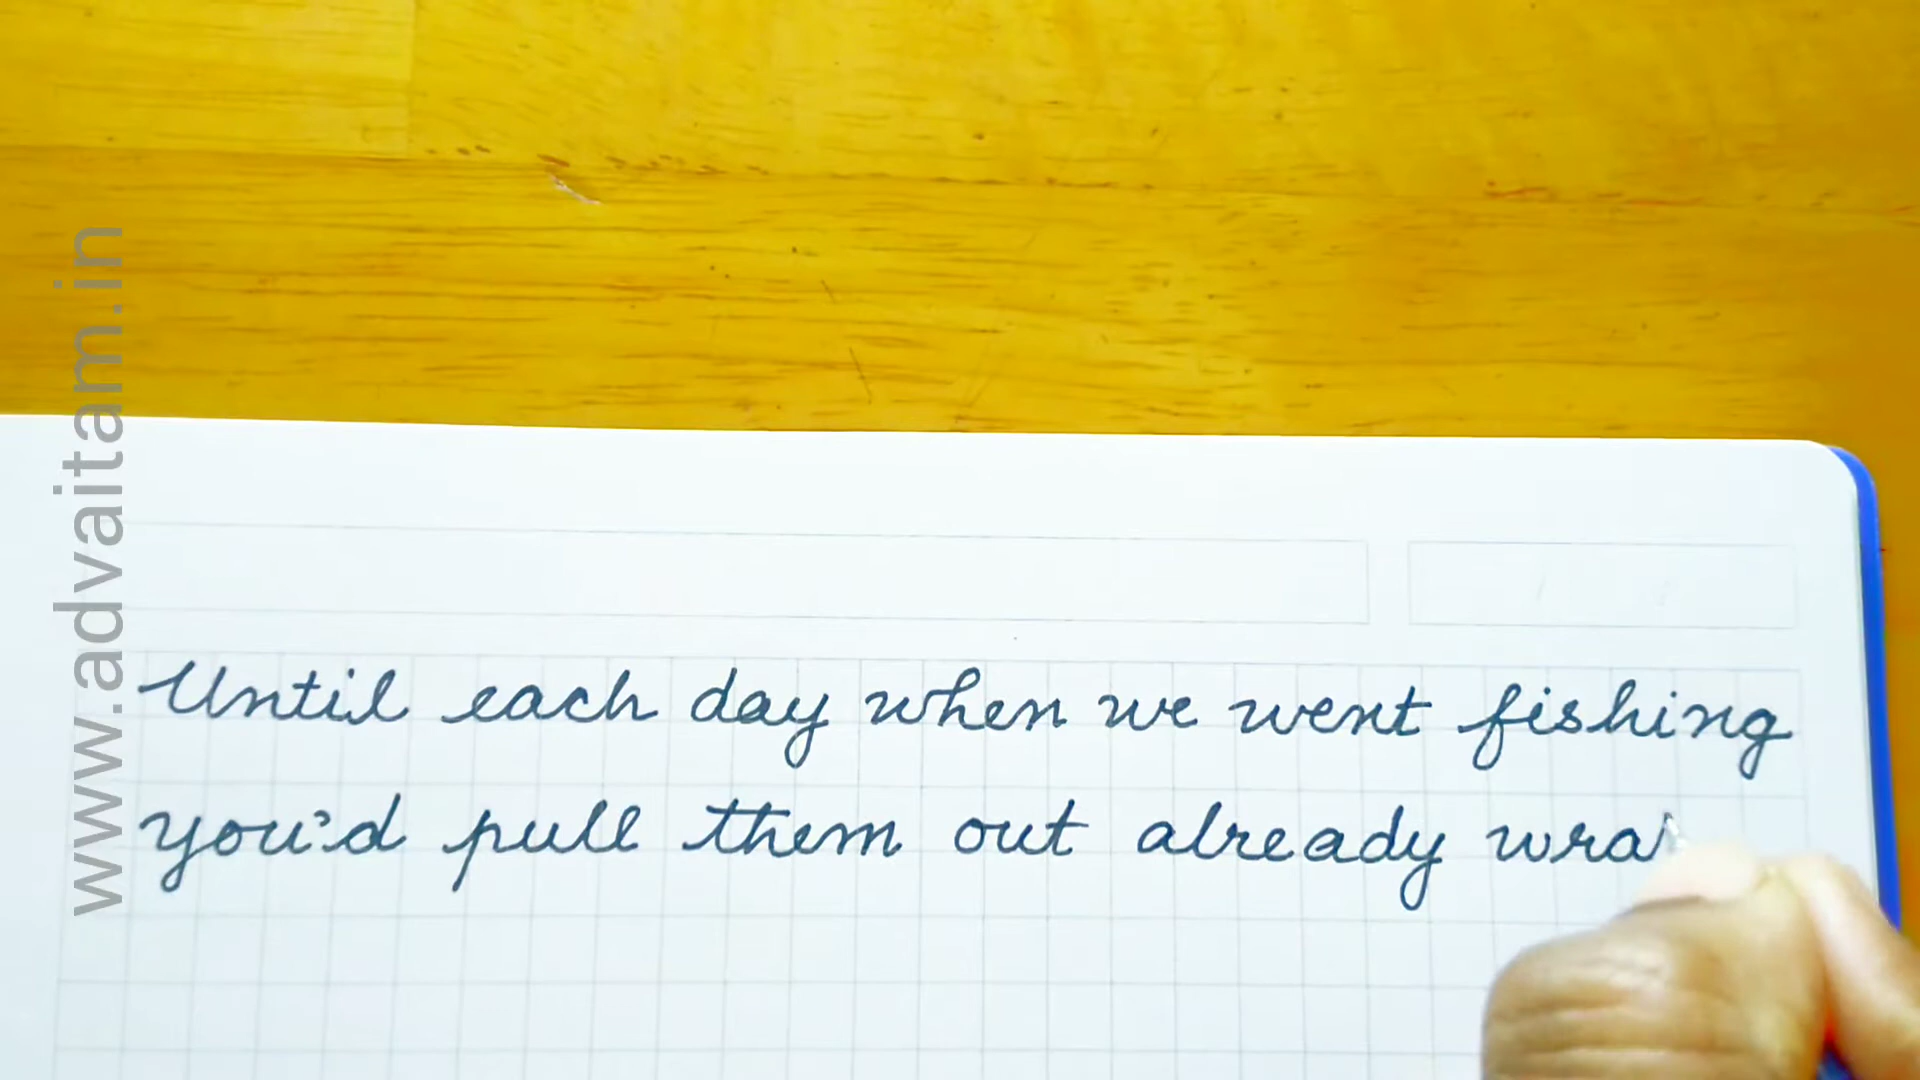 www.advaitam.in
Until each day when we went fishing
you'd pull them out already